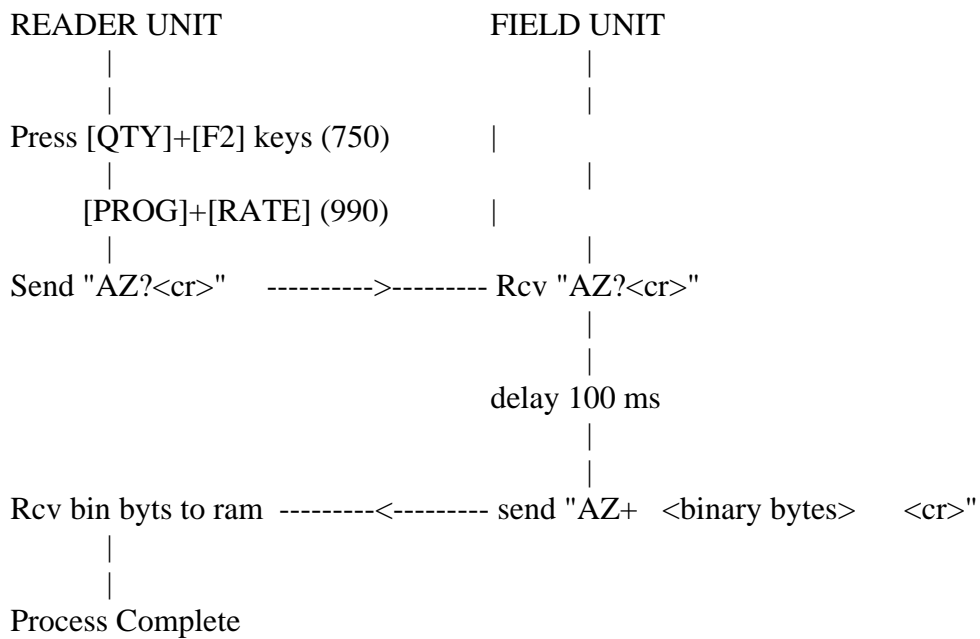 READER UNIT FIELD UNIT
Press [QTY]+[F2] keys (750)
[PROG]+[RATE] (990)
Send "AZ?<cr>" ---------->--------- Rcv "AZ?<cr>"
delay 100 ms
Rcv bin byts to ram ---------<--------- send "AZ+ <binary bytes> <cr>"
Process Complete